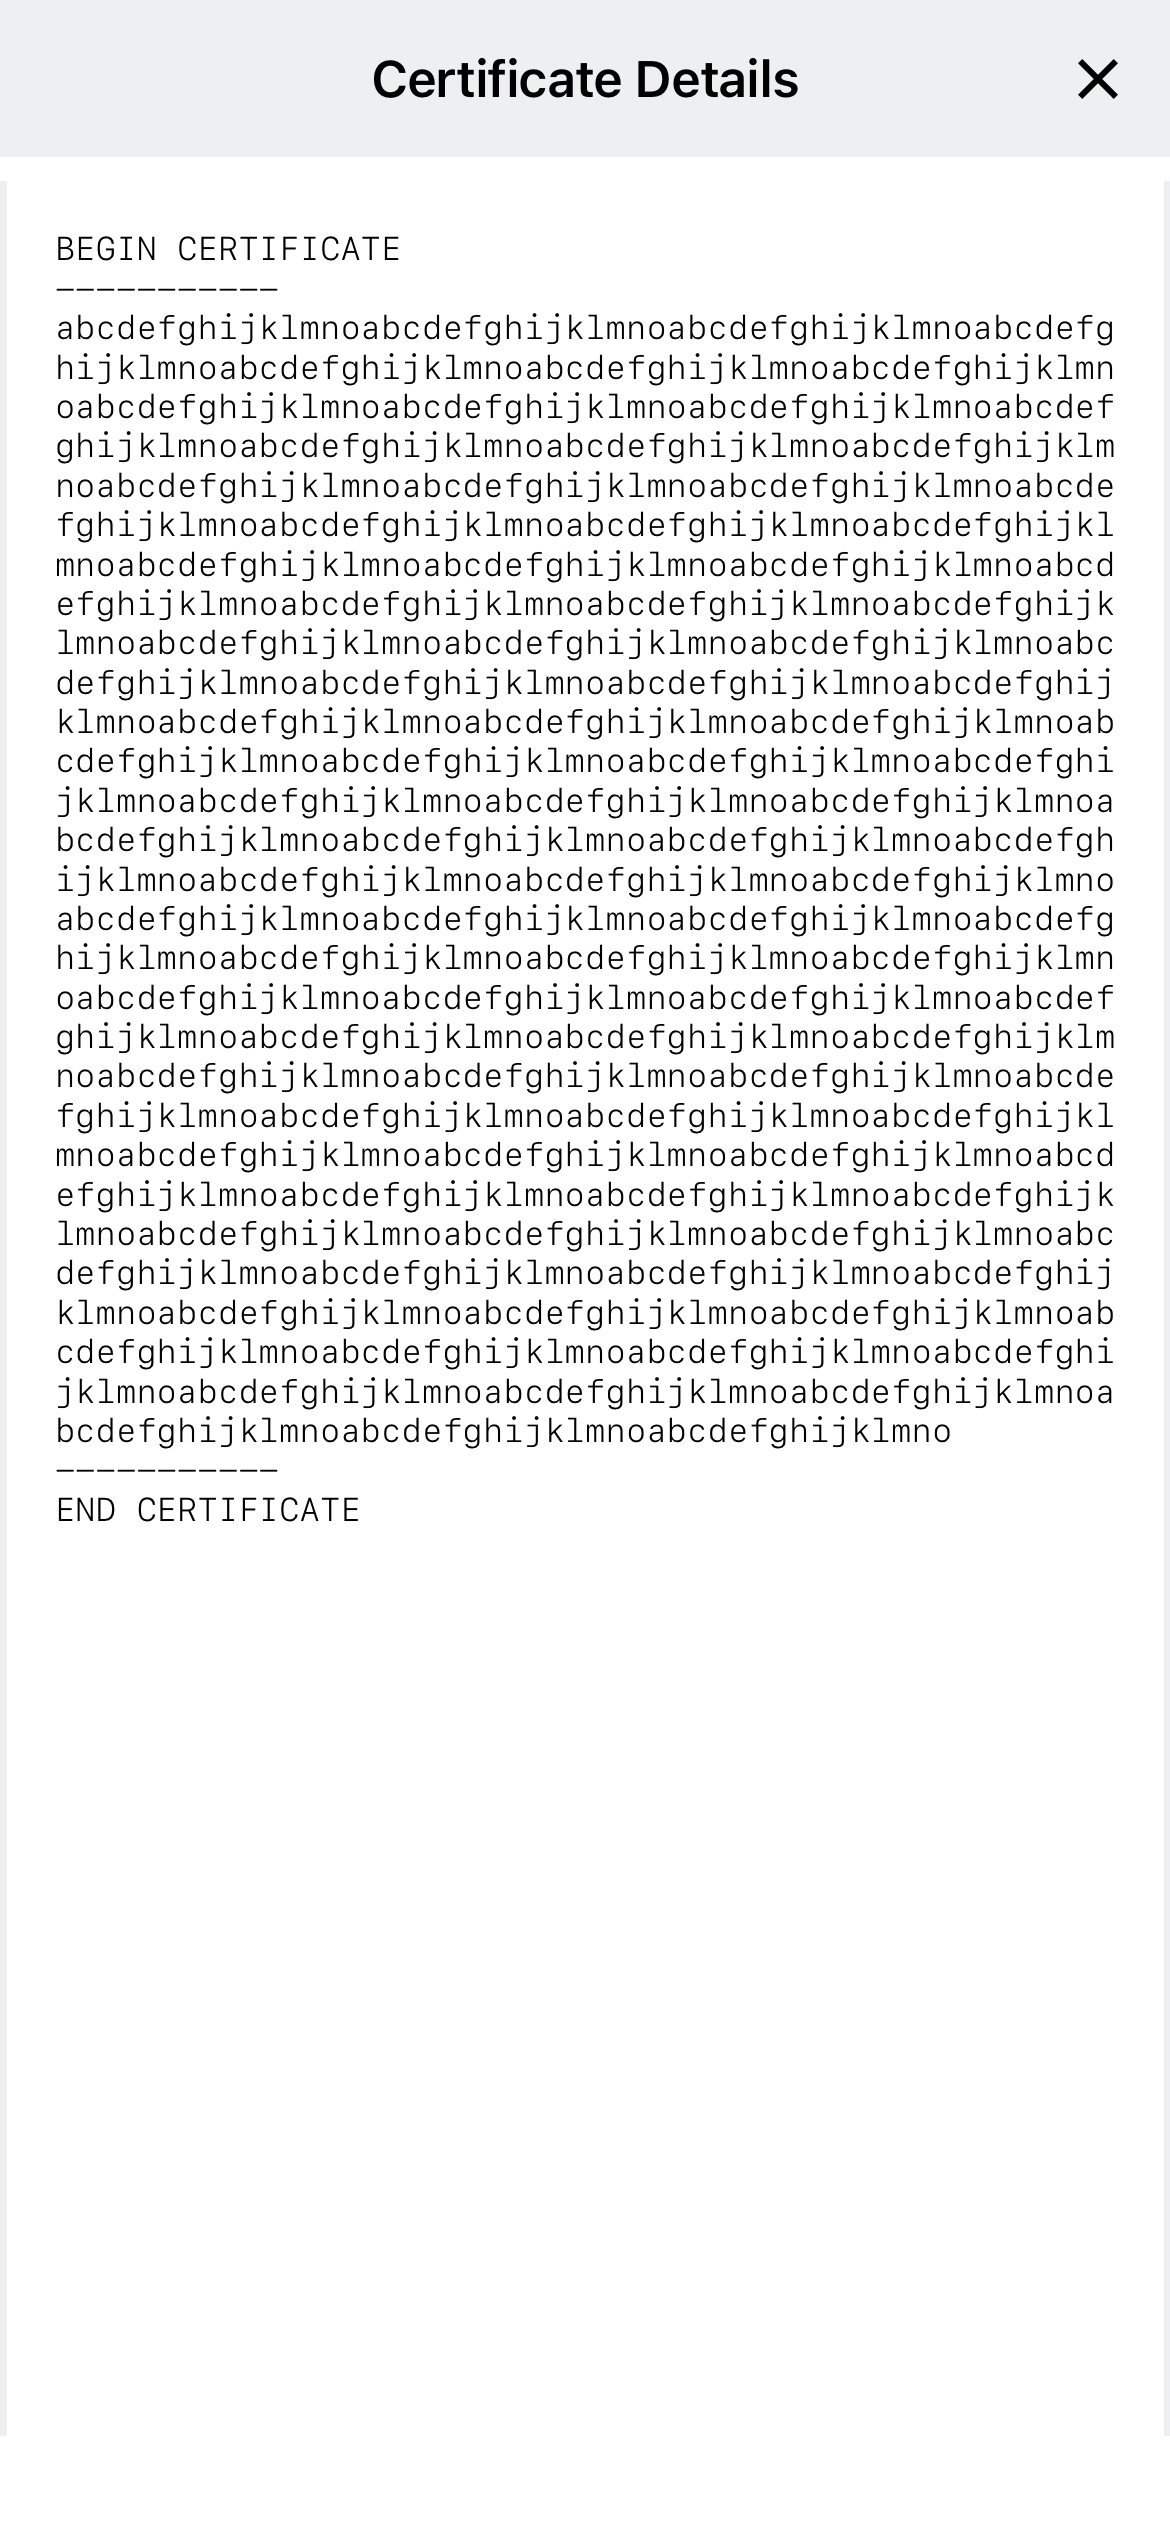 Certificate Details
BEGIN CERTIFICATE
-----------
abcdefghijklmnoabcdefghijklmnoabcdefghijklmnoabcdefg
hijklmnoabcdefghijklmnoabcdefghijklmnoabcdefghijklmn
oabcdefghijklmnoabcdefghijklmnoabcdefghijklmnoabcdef
ghijklmnoabcdefghijklmnoabcdefghijklmnoabcdefghijklm
noabcdefghijklmnoabcdefghijklmnoabcdefghijklmnoabcde
fghijklmnoabcdefghijklmnoabcdefghijklmnoabcdefghijkl
mnoabcdefghijklmnoabcdefghijklmnoabcdefghijklmnoabcd
efghijklmnoabcdefghijklmnoabcdefghijklmnoabcdefghijk
lmnoabcdefghijklmnoabcdefghijklmnoabcdefghijklmnoabc
defghijklmnoabcdefghijklmnoabcdefghijklmnoabcdefghij
klmnoabcdefghijklmnoabcdefghijklmnoabcdefghijklmnoab
cdefghijklmnoabcdefghijklmnoabcdefghijklmnoabcdefghi
jklmnoabcdefghijklmnoabcdefghijklmnoabcdefghijklmnoa
bcdefghijklmnoabcdefghijklmnoabcdefghijklmnoabcdefgh
ijklmnoabcdefghijklmnoabcdefghijklmnoabcdefghijklmno
abcdefghijklmnoabcdefghijklmnoabcdefghijklmnoabcdefg
hijklmnoabcdefghijklmnoabcdefghijklmnoabcdefghijklmn
oabcdefghijklmnoabcdefghijklmnoabcdefghijklmnoabcdef
ghijklmnoabcdefghijklmnoabcdefghijklmnoabcdefghijklm
noabcdefghijklmnoabcdefghijklmnoabcdefghijklmnoabcde
fghijklmnoabcdefghijklmnoabcdefghijklmnoabcdefghijkl
mnoabcdefghijklmnoabcdefghijklmnoabcdefghijklmnoabcd
efghijklmnoabcdefghijklmnoabcdefghijklmnoabcdefghijk
lmnoabcdefghijklmnoabcdefghijklmnoabcdefghijklmnoabc
defghijklmnoabcdefghijklmnoabcdefghijklmnoabcdefghij
klmnoabcdefghijklmnoabcdefghijklmnoabcdefghijklmnoab
cdefghijklmnoabcdefghijklmnoabcdefghijklmnoabcdefghi
jklmnoabcdefghijklmnoabcdefghijklmnoabcdefghijklmnoa
bcdefghijklmnoabcdefghijklmnoabcdefghijklmno
-----------
END CERTIFICATE